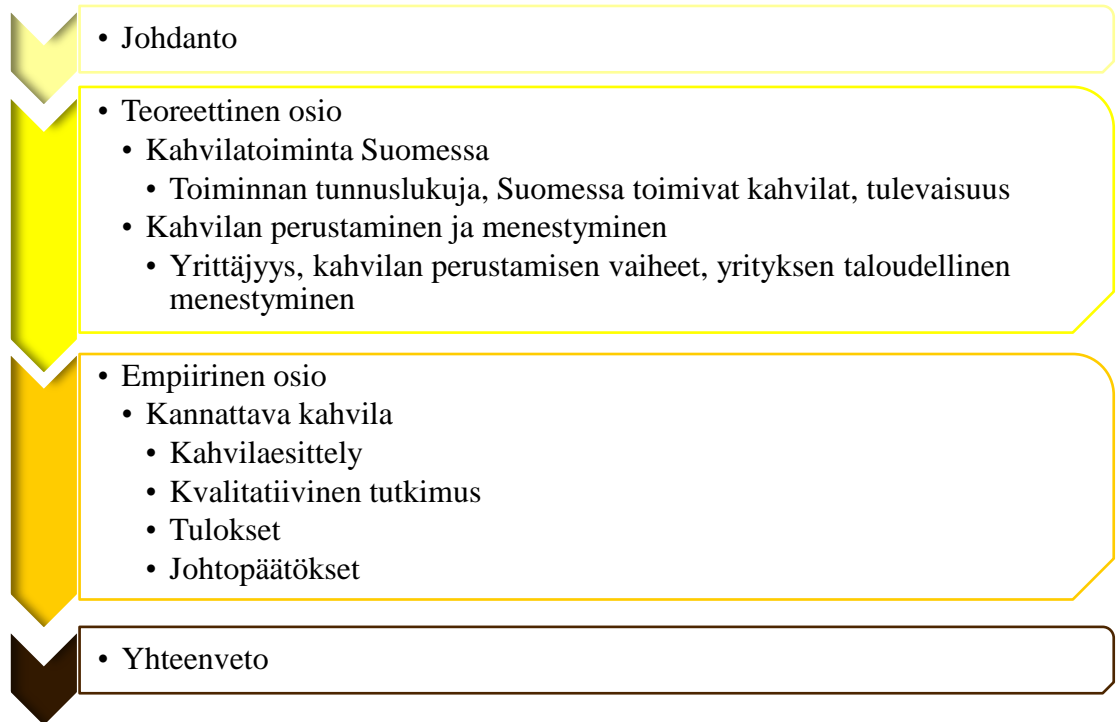 • Johdanto
• Teoreettinen osio
• Kahvilatoiminta Suomessa
• Toiminnan tunnuslukuja, Suomessa toimivat kahvilat, tulevaisuus
• Kahvilan perustaminen ja menestyminen
• Yrittäjyys, kahvilan perustamisen vaiheet, yrityksen taloudellinen
menestyminen
• Empiirinen osio
• Kannattava kahvila
• Kahvilaesittely
• Kvalitatiivinen tutkimus
• Tulokset
• Johtopäätökset
• Yhteenveto